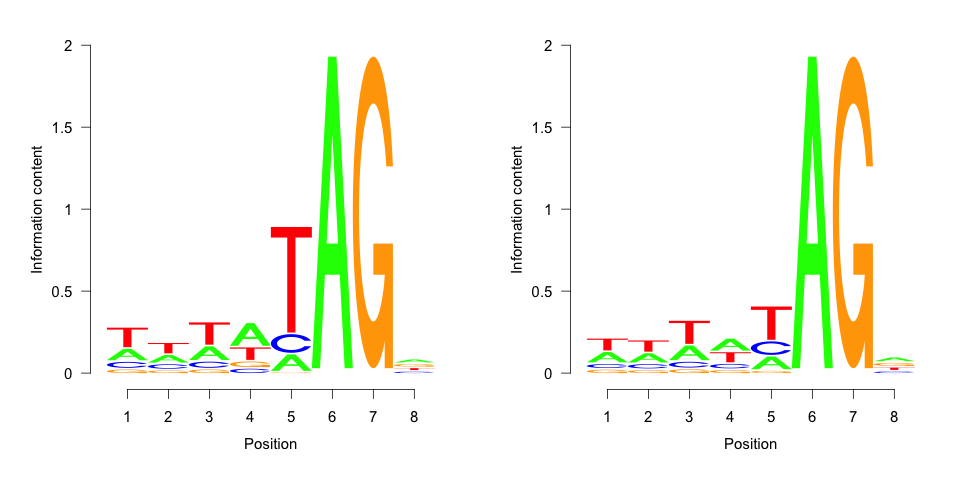 2
1.5
1
0.5
0
Information content
T T T A T A G A
A A A T C G
C C C G A T
G G G C C
1 2 3 4 5 6 7 8
Position
2
1.5
1
0.5
0
Information content
T T T A T A G A
A A A T C G
C C C C A T
G G G G G C
1 2 3 4 5 6 7 8
Position